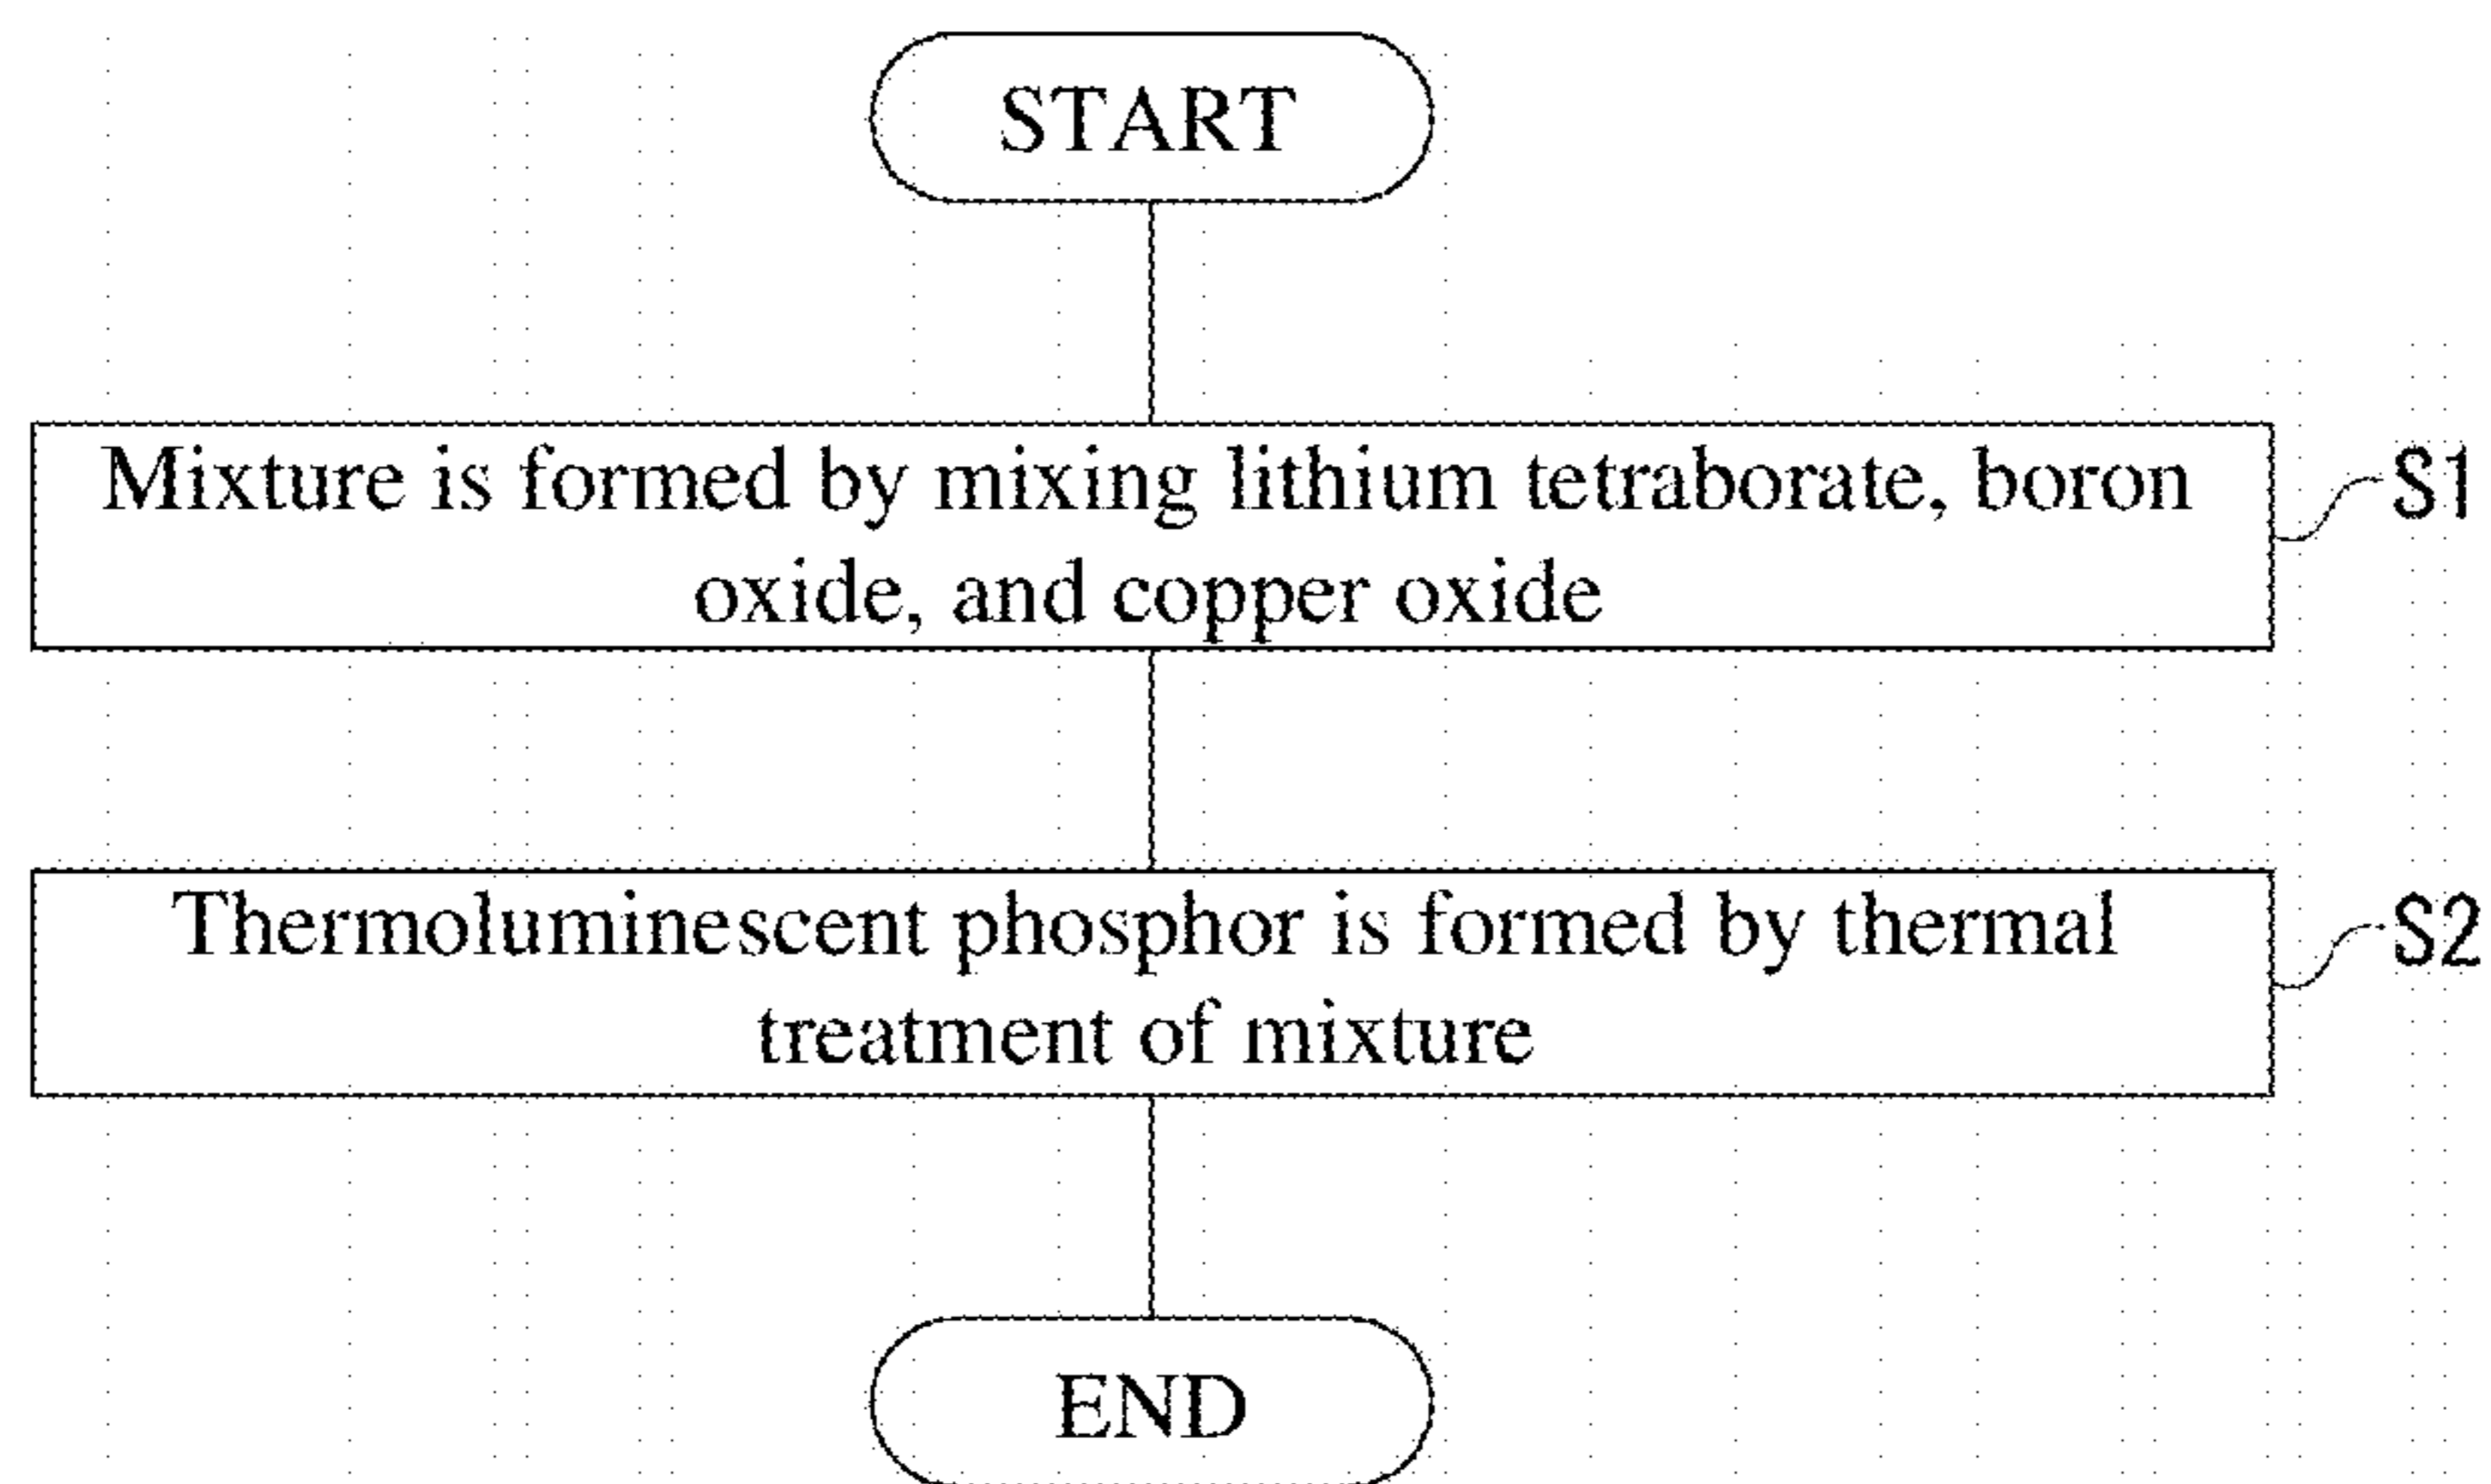 START
Mixture is formed by mixing lithium tetraborate, boron
oxide, and copper oxide
S1
Thermoluminescent phosphor is formed by thermal
treatment of mixture
S2
END